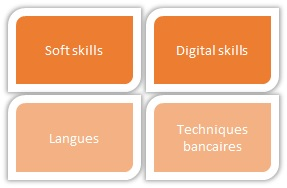 Soft skills
Digital skills
Langues
Techniques
bancaires